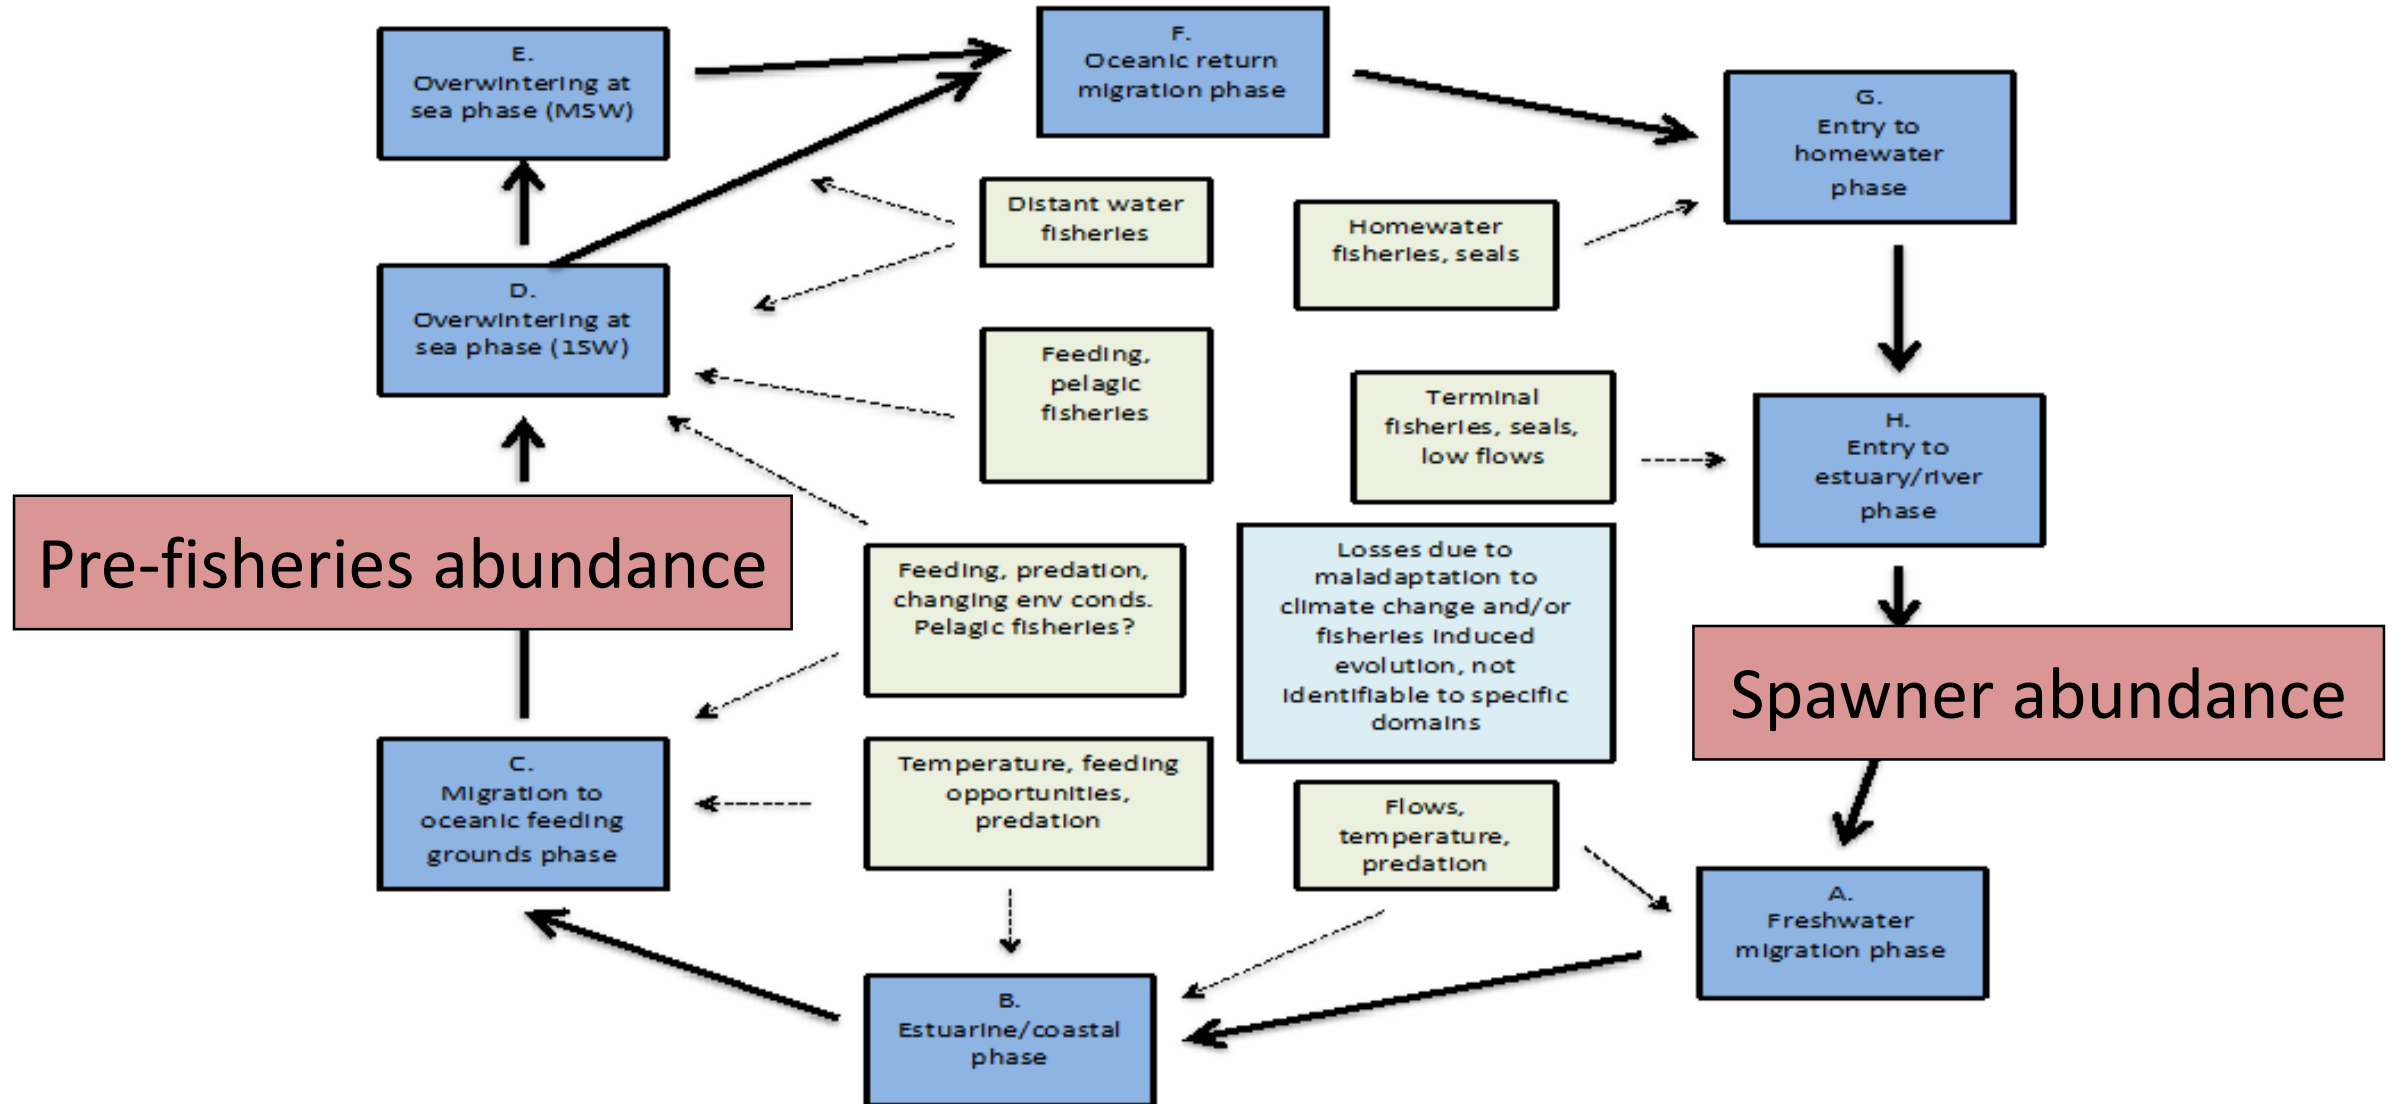 E.
Overwintering at
sea phase (MSW)
F.
Oceanic return
migration phase
G.
Entry to
homewater
phase
Distant water
fisheries
Homewater
fisheries, seals
D.
Overwintering at
sea phase (1SW)
Feeding,
pelagic
fisheries
Terminal
fisheries, seals,
low flows
H.
Entry to
estuary/river
phase
Pre-fisheries abundance
Feeding, predation,
changing env conds.
Pelagic fisheries?
Losses due to
maladaptation to
climate change and/or
fisheries induced
evolution, not
identifiable to specific
domains
Spawner abundance
C.
Migration to
oceanic feeding
grounds phase
Temperature, feeding
opportunities,
predation
Flows,
temperature,
predation
A.
Freshwater
migration phase
B.
Estuarine/coastal
phase